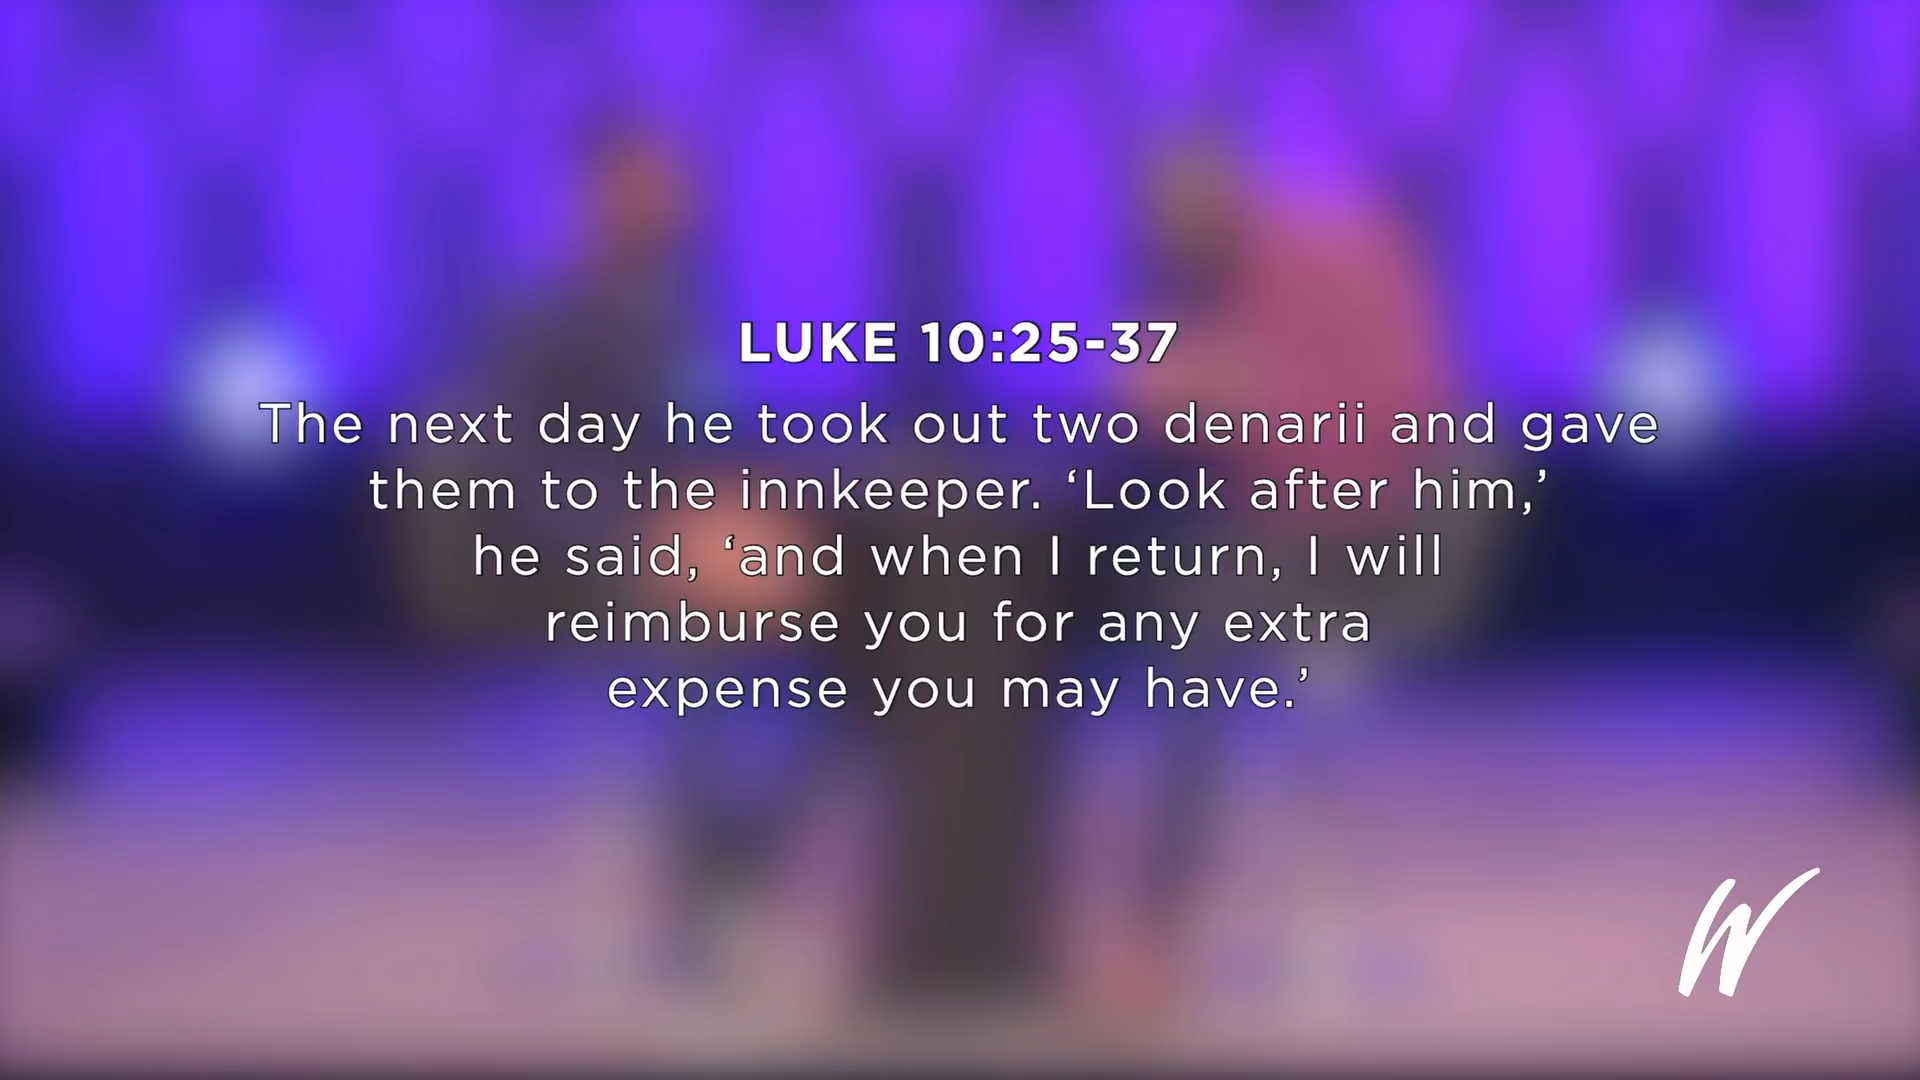 LUKE 10:25-37
The next day he took out two denarii and gave
them to the innkeeper. ‘Look after him,’
he said, ‘and when I return, I will
reimburse you for any extra
expense you may have.’
W